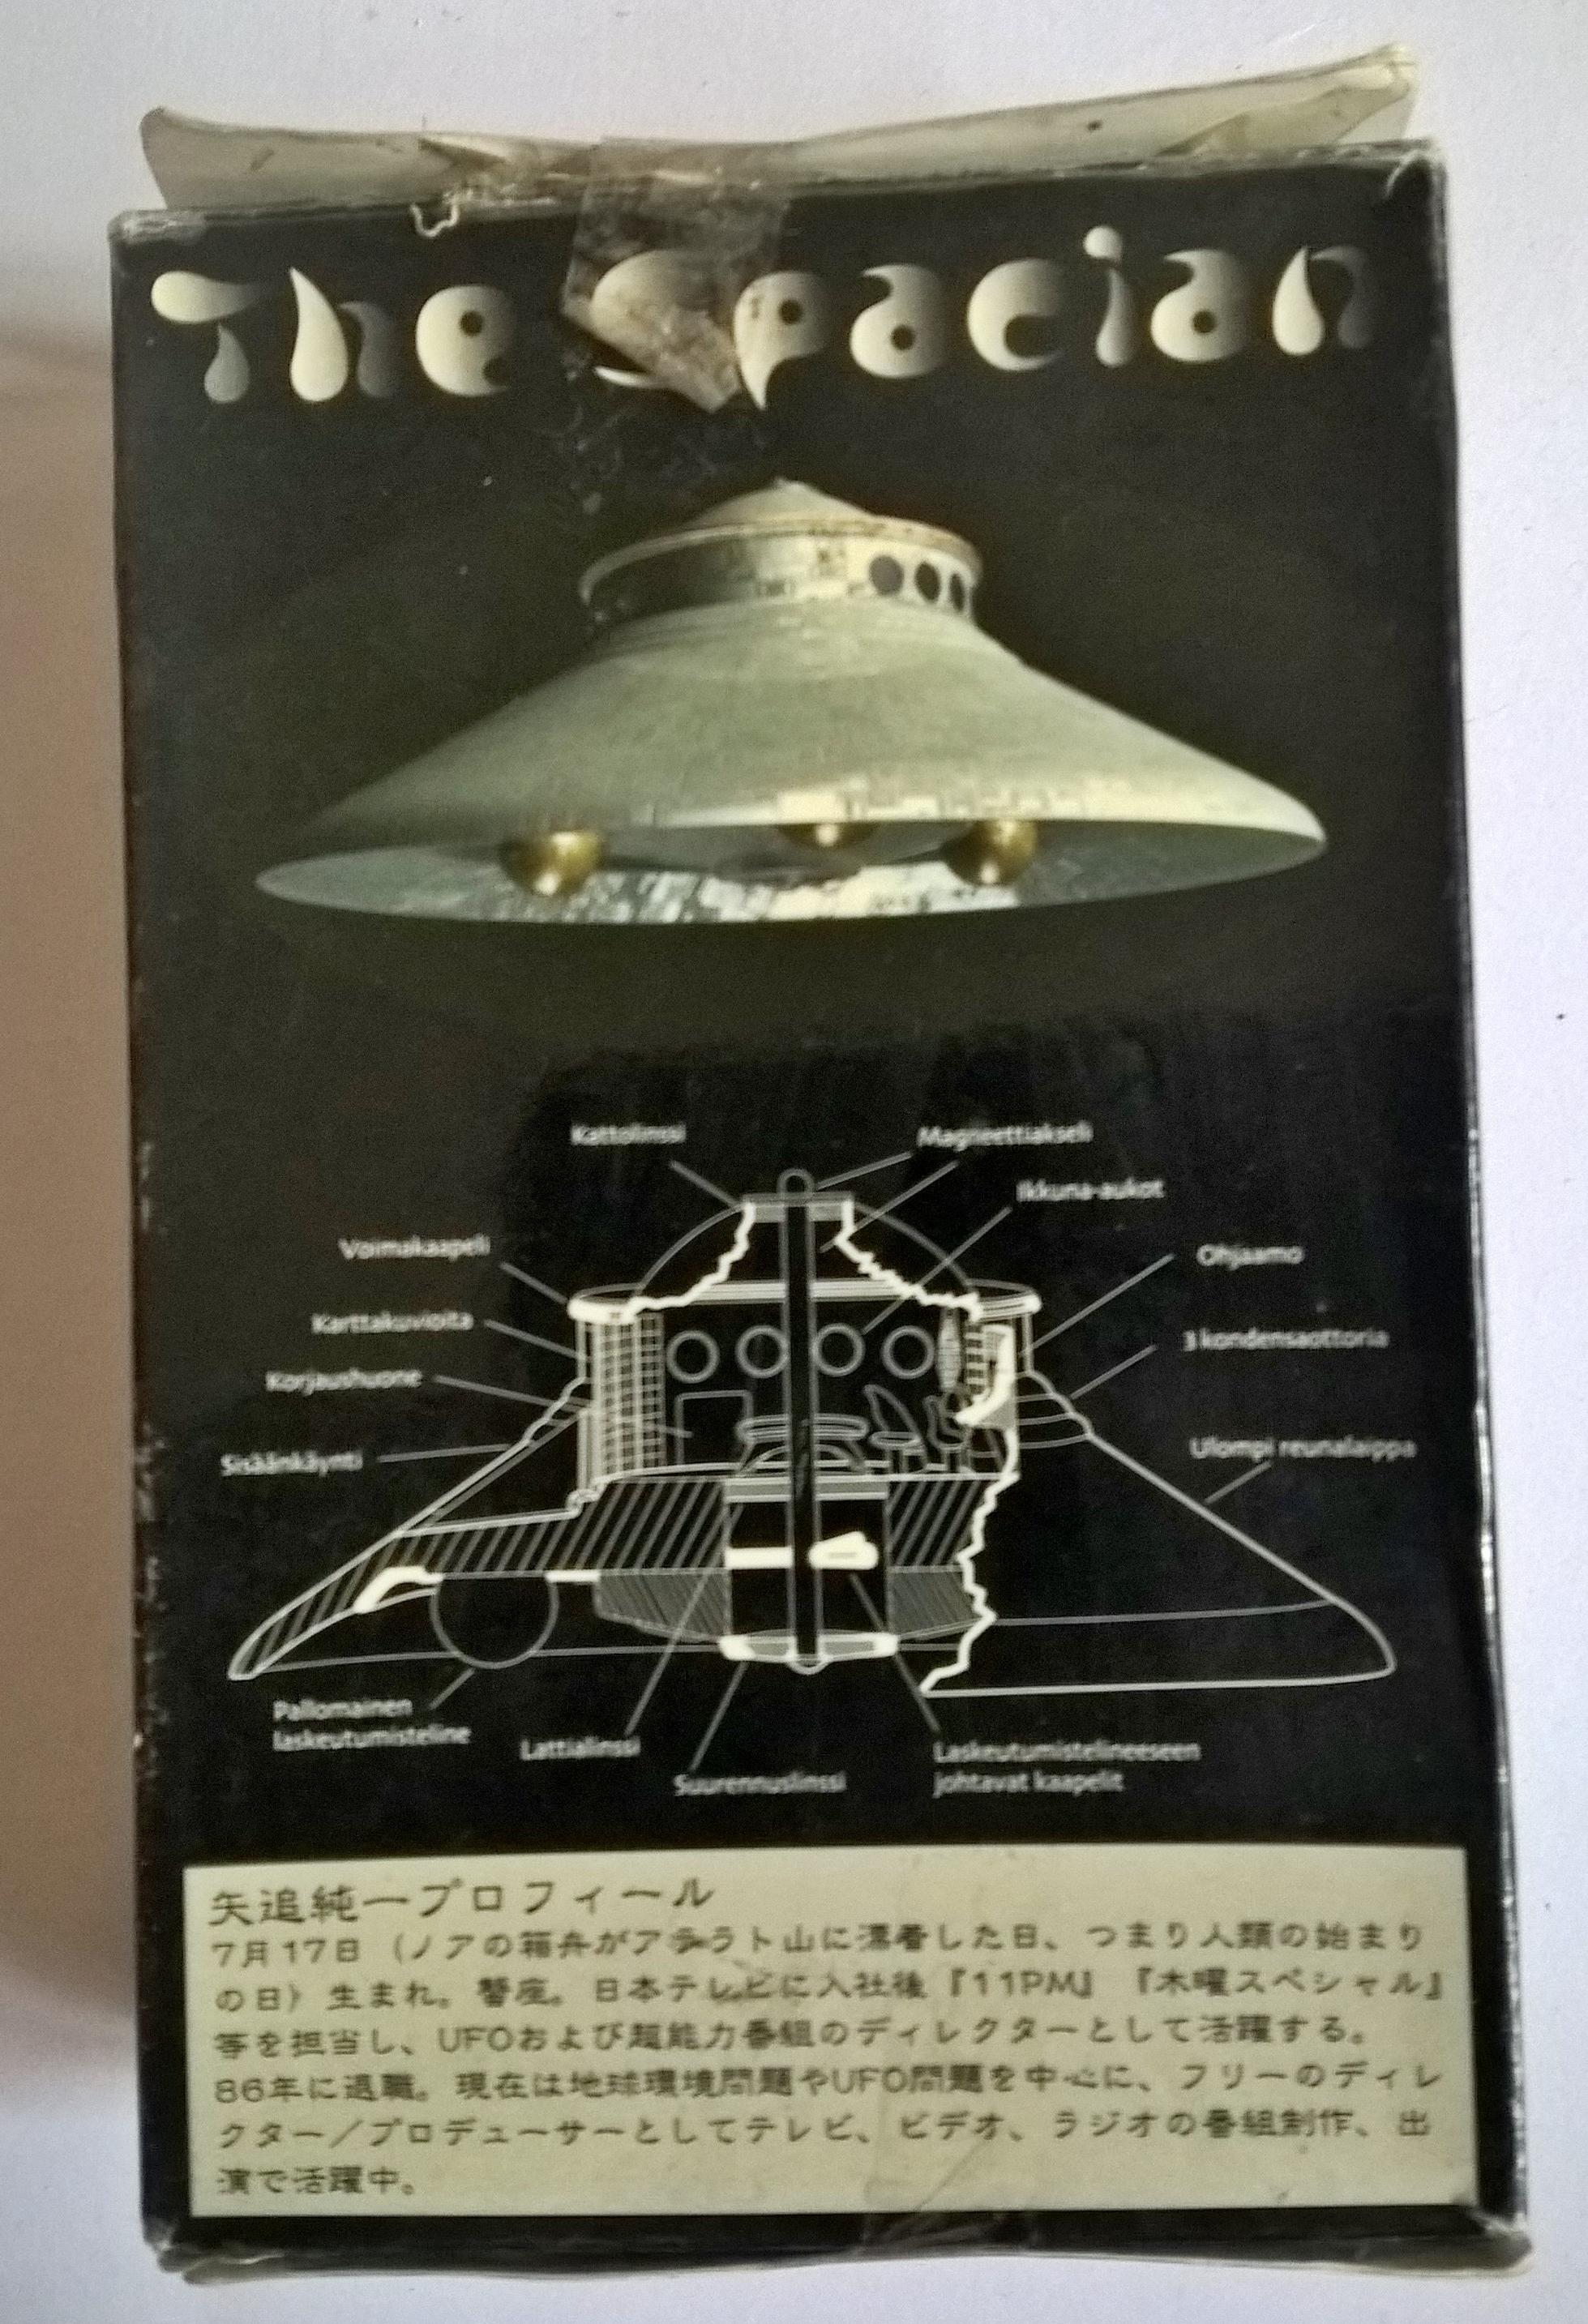 The Spacian
Kattolinssi
Magneettiakseli
Ikkuna-aukot
Voimakaapeli
Ohjaamo
Karttakuvioita
3 kondensaottoria
Korjaushuone
Sisäänkäynti
Ulompi reunalaippa
Pallomainen
laskeutumisteline
Lattialinssi
Suurennuslinssi
Laskeutumistelineeseen
johtavat kaapelit
矢追純一プロフィール
7月17日（ノアの箱舟がアララト山に漂着した日、つまり人類の始まり
の日）生まれ。蟹座。日本テレビに入社後『11PM』『木曜スペシャル』
等を担当し、UFOおよび超能力番組のディレクターとして活躍する。
86年に退職。現在は地球環境問題やUFO問題を中心に、フリーのディレ
クター／プロデューサーとしてテレビ、ビデオ、ラジオの番組制作、出
演で活躍中。